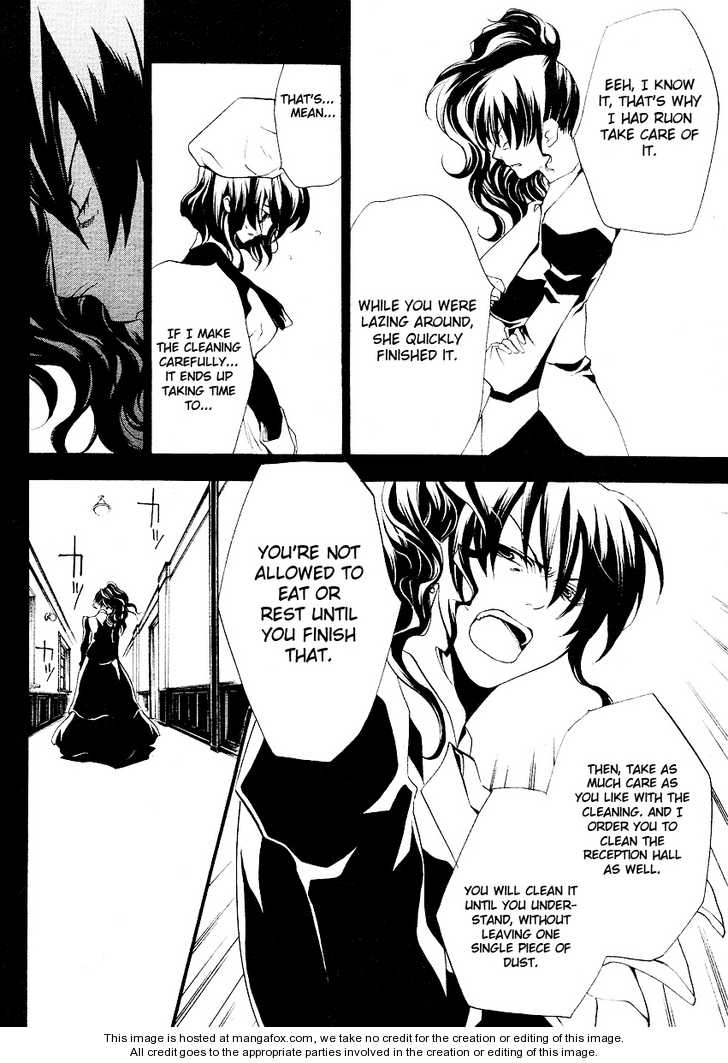 EEH, I KNOW
IT, THAT'S WHY
I HAD RUON
TAKE CARE OF
IT.
WHILE YOU WERE
LAZING AROUND,
SHE QUICKLY
FINISHED IT.
THAT'S...
MEAN...
IF I MAKE
THE CLEANING
CAREFULLY...
IT ENDS UP
TAKING TIME
TO...
YOU'RE NOT
ALLOWED TO
EAT OR
REST UNTIL
YOU FINISH
THAT.
THEN, TAKE AS
MUCH CARE AS
YOU LIKE WITH THE
CLEANING. AND I
ORDER YOU TO
CLEAN THE
RECEPTION HALL
AS WELL.
YOU WILL CLEAN IT
UNTIL YOU UNDER-
STAND, WITHOUT
LEAVING ONE
SINGLE PIECE OF
DUST.
カ
カッ
カッ
This image is hosted at mangafox.com, we take no credit for the creation or editing of this image.
All credit goes to the appropriate parties involved in the creation or editing of this image.